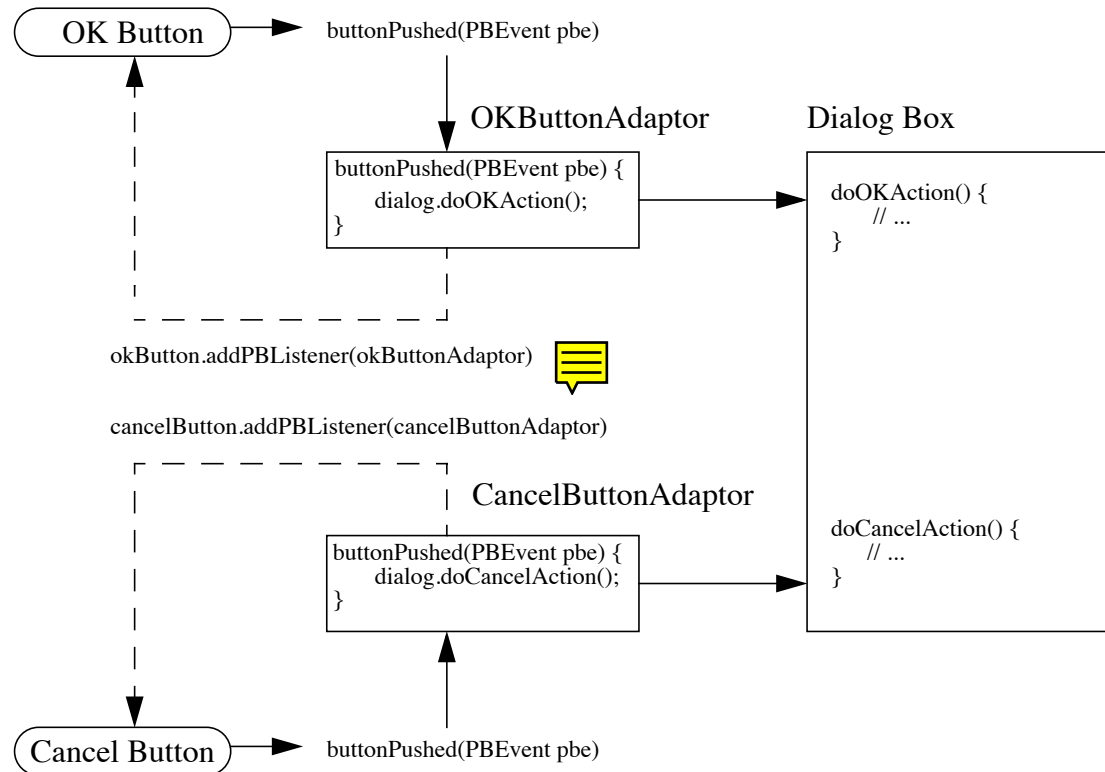 OK Button
buttonPushed(PBEvent pbe)
OKButtonAdaptor
Dialog Box
buttonPushed(PBEvent pbe) {
dialog.doOKAction();
}
doOKAction() {
// ...
}
okButton.addPBListener(okButtonAdaptor)
cancelButton.addPBListener(cancelButtonAdaptor)
CancelButtonAdaptor
buttonPushed(PBEvent pbe) {
dialog.doCancelAction();
}
doCancelAction() {
// ...
}
Cancel Button
buttonPushed(PBEvent pbe)